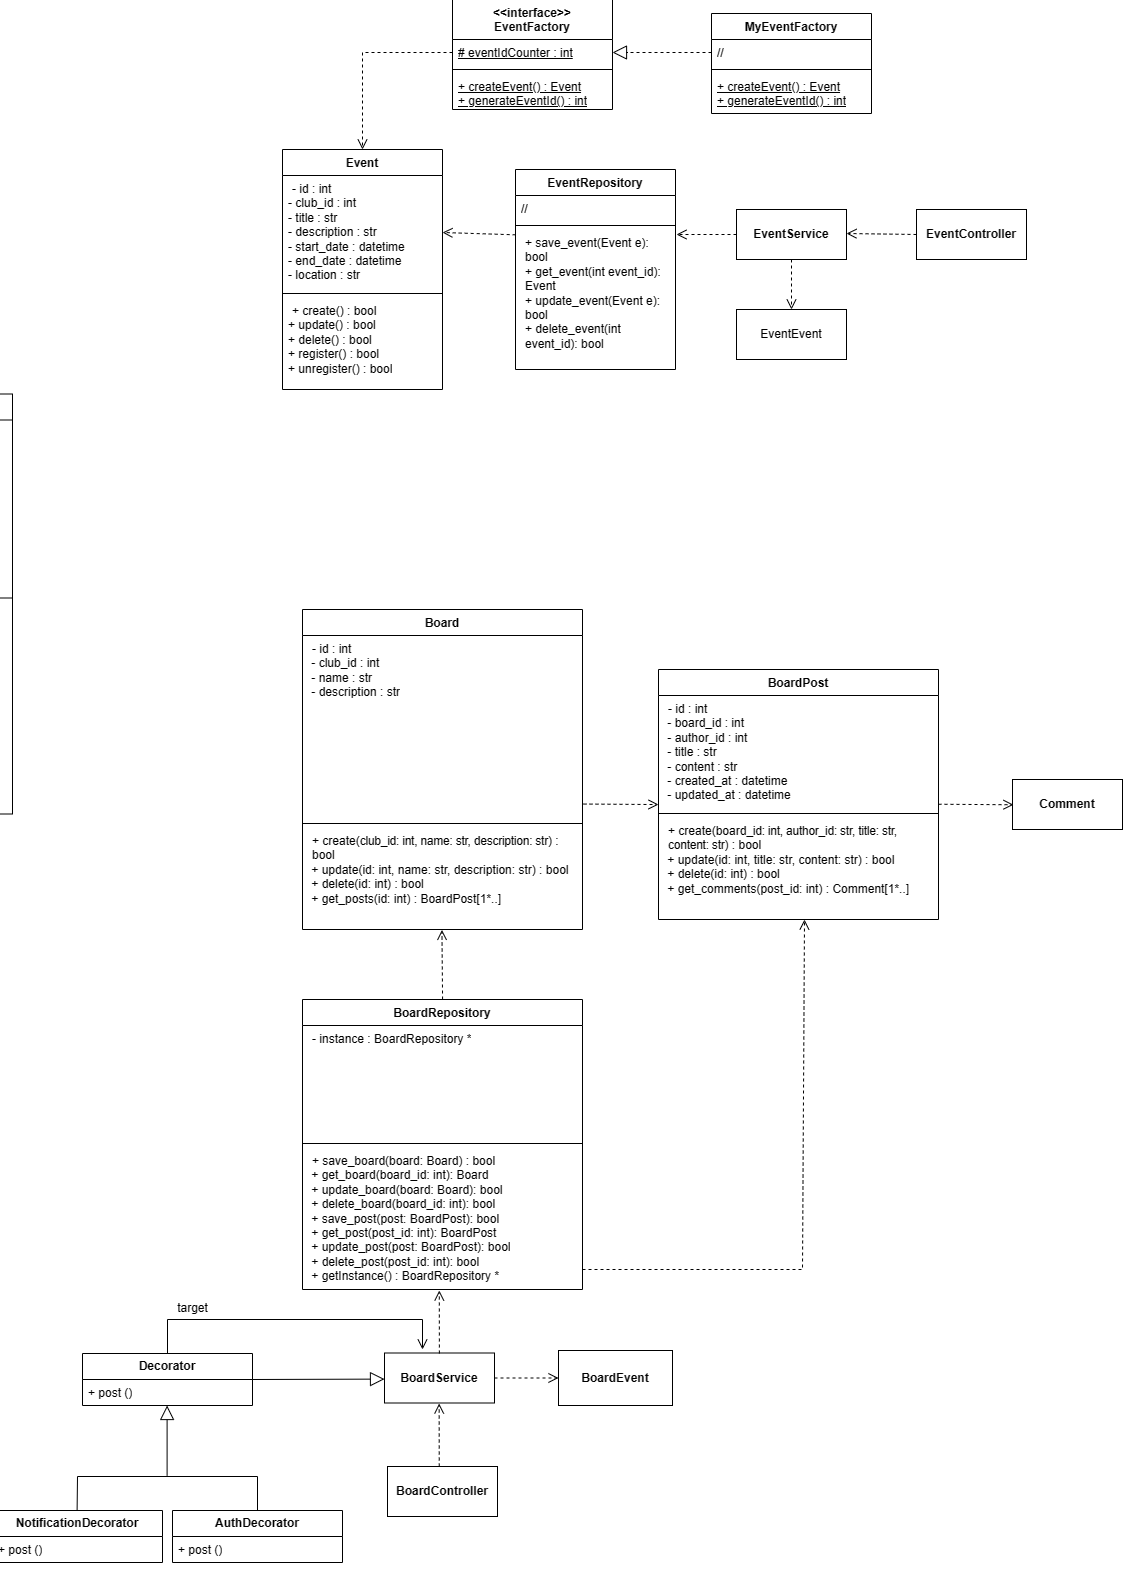 <<interface>>
EventFactory
# eventIdCounter : int
+ createEvent() : Event
+ generateEventId() : int
MyEventFactory
//
+ createEvent() : Event
+ generateEventId() : int
Event
- id : int
- club_id : int
- title : str
- description : str
- start_date : datetime
- end_date : datetime
- location : str
+ create() : bool
+ update() : bool
+ delete() : bool
+ register() : bool
+ unregister() : bool
EventRepository
//
+ save_event(Event e):
bool
+ get_event(int event_id):
Event
+ update_event(Event e):
bool
+ delete_event(int
event_id): bool
EventService
EventController
EventEvent
Board
- id : int
- club_id : int
- name : str
- description : str
+ create(club_id: int, name: str, description: str) :
bool
+ update(id: int, name: str, description: str) : bool
+ delete(id: int) : bool
+ get_posts(id: int) : BoardPost[1*..]
BoardPost
- id : int
- board_id : int
- author_id : int
- title : str
- content : str
- created_at : datetime
- updated_at : datetime
+ create(board_id: int, author_id: str, title: str,
content: str) : bool
+ update(id: int, title: str, content: str) : bool
+ delete(id: int) : bool
+ get_comments(post_id: int) : Comment[1*..]
Comment
BoardRepository
- instance : BoardRepository *
+ save_board(board: Board) : bool
+ get_board(board_id: int): Board
+ update_board(board: Board): bool
+ delete_board(board_id: int): bool
+ save_post(post: BoardPost): bool
+ get_post(post_id: int): BoardPost
+ update_post(post: BoardPost): bool
+ delete_post(post_id: int): bool
+ getInstance() : BoardRepository *
target
Decorator
+ post ()
BoardService
BoardEvent
BoardController
NotificationDecorator
+ post ()
AuthDecorator
+ post ()